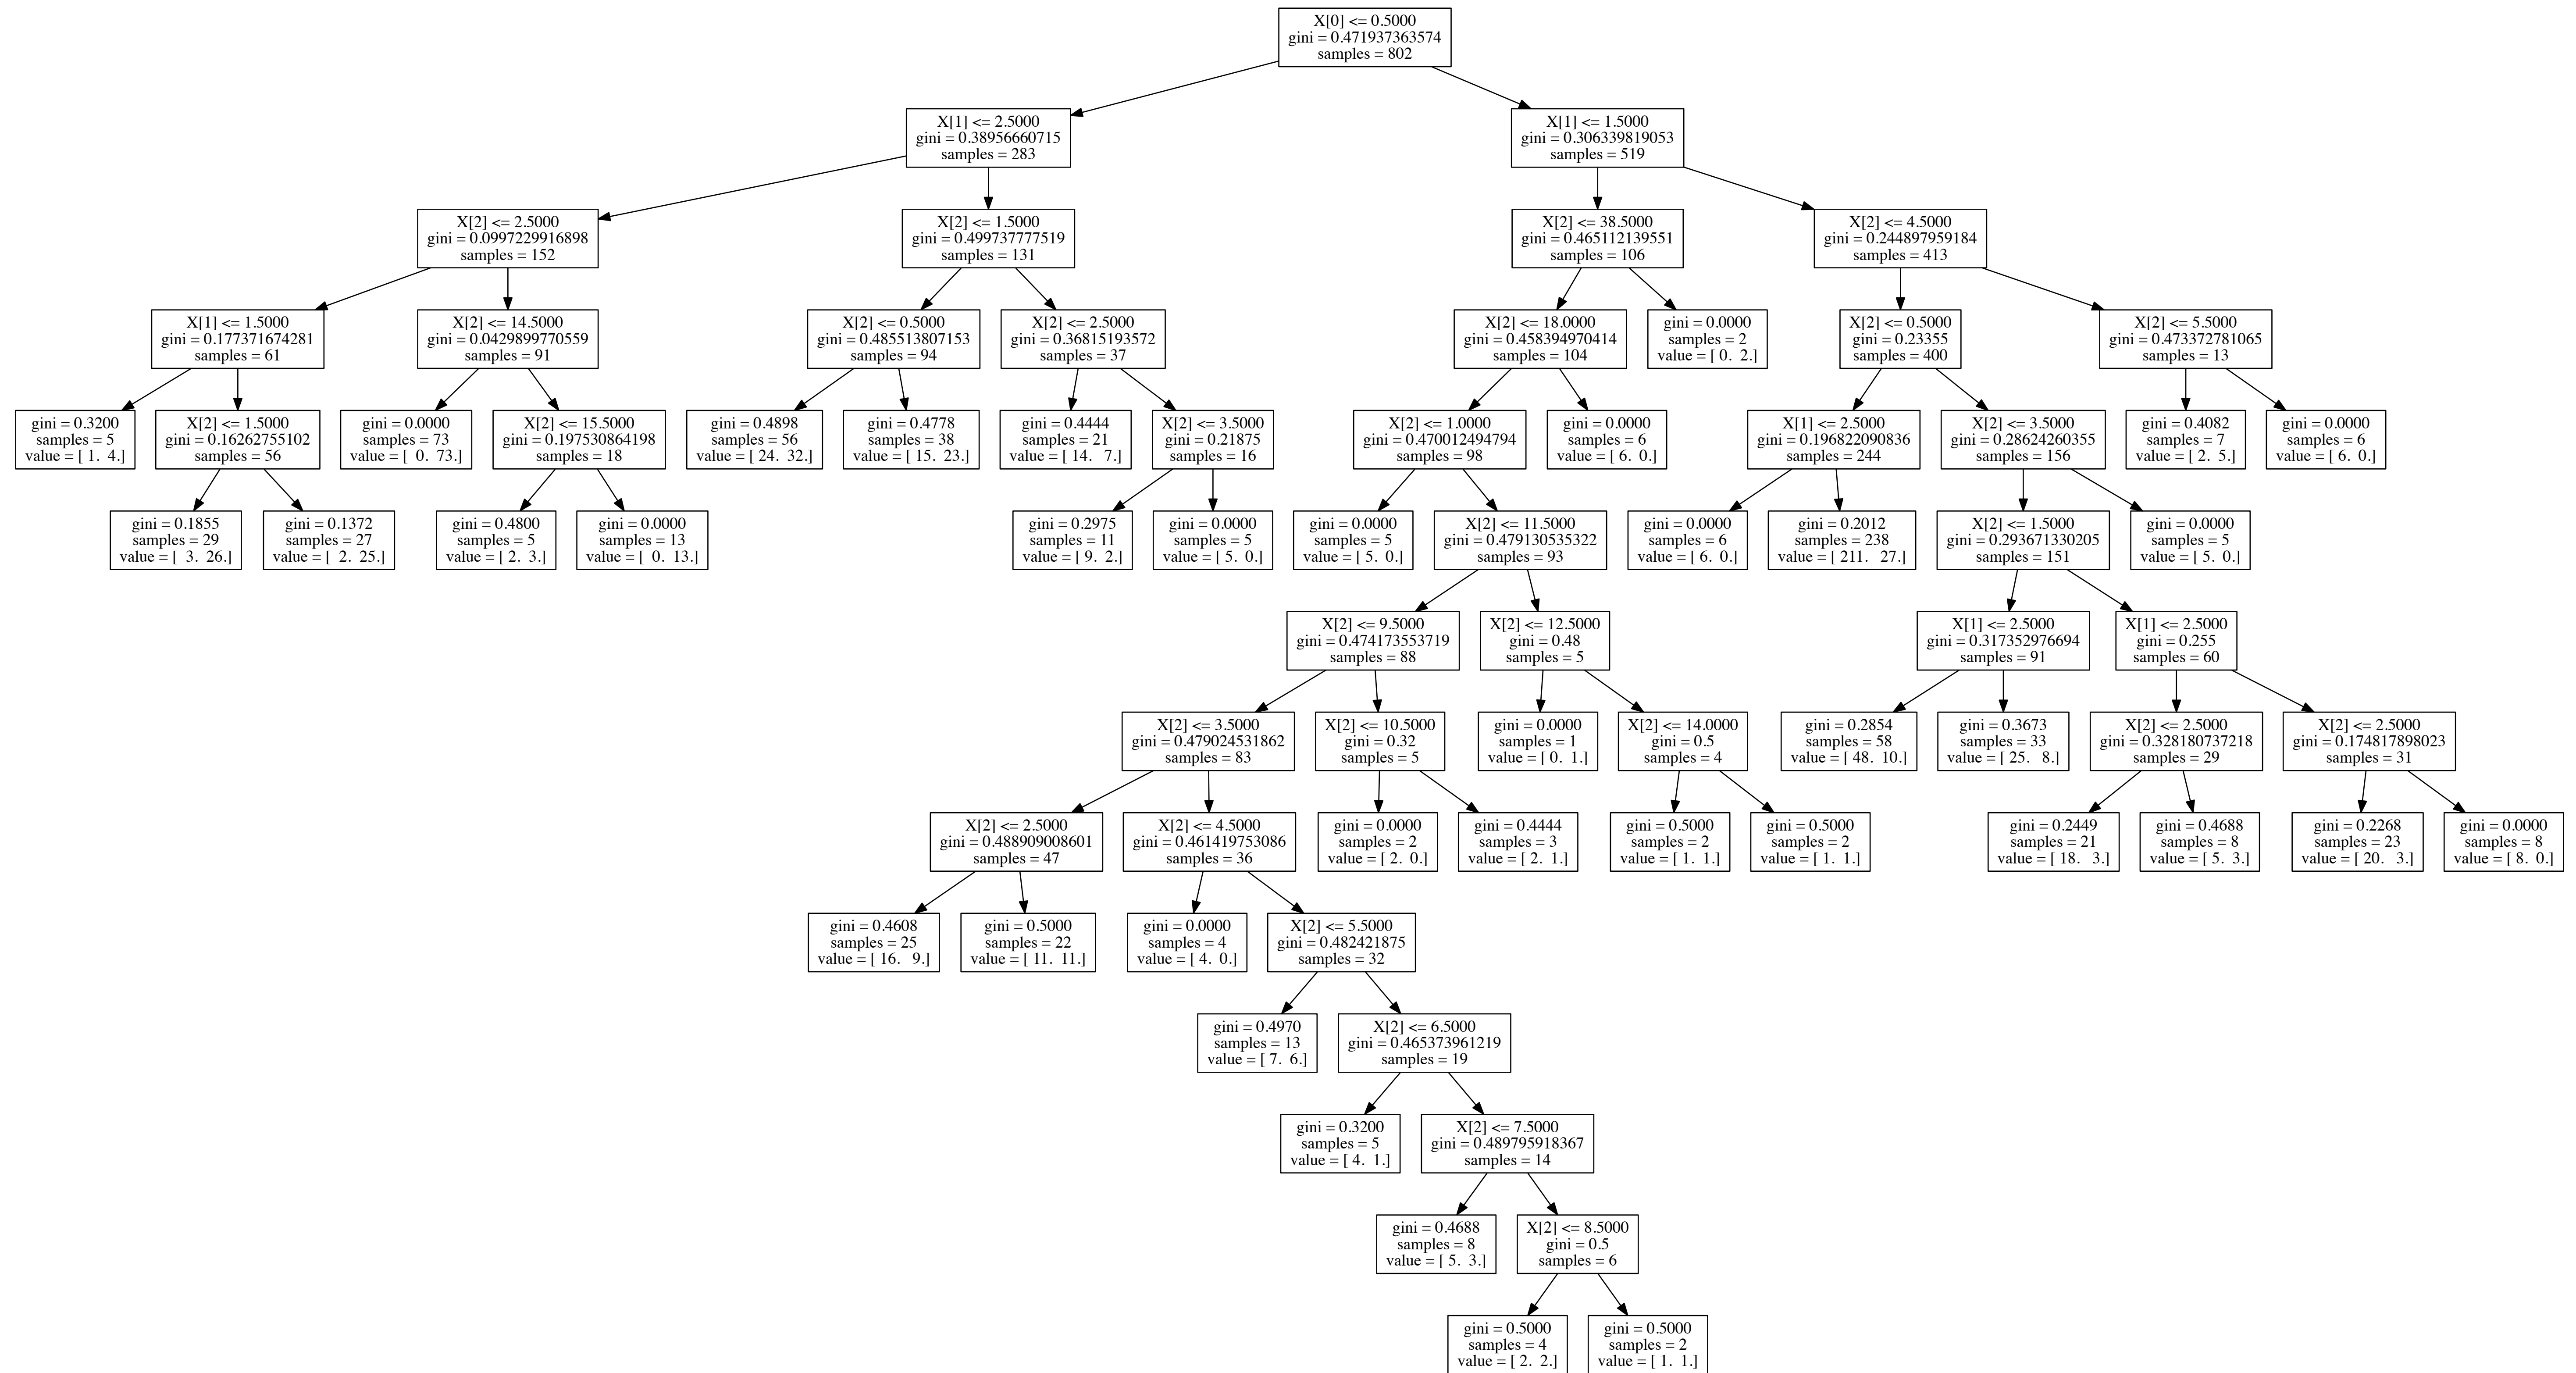 X[0] <= 0.5000
gini = 0.471937363574
samples = 802
X[1] <= 2.5000
gini = 0.38956660715
samples = 283
X[1] <= 1.5000
gini = 0.306339819053
samples = 519
X[2] <= 2.5000
gini = 0.0997229916898
samples = 152
X[2] <= 1.5000
gini = 0.499737777519
samples = 131
X[2] <= 38.5000
gini = 0.465112139551
samples = 106
X[2] <= 4.5000
gini = 0.244897959184
samples = 413
X[1] <= 1.5000
gini = 0.177371674281
samples = 61
X[2] <= 14.5000
gini = 0.0429899770559
samples = 91
X[2] <= 0.5000
gini = 0.485513807153
samples = 94
X[2] <= 2.5000
gini = 0.36815193572
samples = 37
X[2] <= 18.0000
gini = 0.458394970414
samples = 104
gini = 0.0000
samples = 2
value = [ 0. 2.]
X[2] <= 0.5000
gini = 0.23355
samples = 400
X[2] <= 5.5000
gini = 0.473372781065
samples = 13
gini = 0.3200
samples = 5
value = [ 1. 4.]
X[2] <= 1.5000
gini = 0.16262755102
samples = 56
gini = 0.0000
samples = 73
value = [ 0. 73.]
X[2] <= 15.5000
gini = 0.197530864198
samples = 18
gini = 0.4898
samples = 56
value = [ 24. 32.]
gini = 0.4778
samples = 38
value = [ 15. 23.]
gini = 0.4444
samples = 21
value = [ 14. 7.]
X[2] <= 3.5000
gini = 0.21875
samples = 16
X[2] <= 1.0000
gini = 0.470012494794
samples = 98
gini = 0.0000
samples = 6
value = [ 6. 0.]
X[1] <= 2.5000
gini = 0.196822090836
samples = 244
X[2] <= 3.5000
gini = 0.28624260355
samples = 156
gini = 0.4082
samples = 7
value = [ 2. 5.]
gini = 0.0000
samples = 6
value = [ 6. 0.]
gini = 0.1855
samples = 29
value = [ 3. 26.]
gini = 0.1372
samples = 27
value = [ 2. 25.]
gini = 0.4800
samples = 5
value = [ 2. 3.]
gini = 0.0000
samples = 13
value = [ 0. 13.]
gini = 0.2975
samples = 11
value = [ 9. 2.]
gini = 0.0000
samples = 5
value = [ 5. 0.]
gini = 0.0000
samples = 5
value = [ 5. 0.]
X[2] <= 11.5000
gini = 0.479130535322
samples = 93
gini = 0.0000
samples = 6
value = [ 6. 0.]
gini = 0.2012
samples = 238
value = [ 211. 27.]
X[2] <= 1.5000
gini = 0.293671330205
samples = 151
gini = 0.0000
samples = 5
value = [ 5. 0.]
X[2] <= 9.5000
gini = 0.474173553719
samples = 88
X[2] <= 12.5000
gini = 0.48
samples = 5
X[1] <= 2.5000
gini = 0.317352976694
samples = 91
X[1] <= 2.5000
gini = 0.255
samples = 60
X[2] <= 3.5000
gini = 0.479024531862
samples = 83
X[2] <= 10.5000
gini = 0.32
samples = 5
gini = 0.0000
samples = 1
value = [ 0. 1.]
X[2] <= 14.0000
gini = 0.5
samples = 4
gini = 0.2854
samples = 58
value = [ 48. 10.]
gini = 0.3673
samples = 33
value = [ 25. 8.]
X[2] <= 2.5000
gini = 0.328180737218
samples = 29
X[2] <= 2.5000
gini = 0.174817898023
samples = 31
X[2] <= 2.5000
gini = 0.488909008601
samples = 47
X[2] <= 4.5000
gini = 0.461419753086
samples = 36
gini = 0.0000
samples = 2
value = [ 2. 0.]
gini = 0.4444
samples = 3
value = [ 2. 1.]
gini = 0.5000
samples = 2
value = [ 1. 1.]
gini = 0.5000
samples = 2
value = [ 1. 1.]
gini = 0.2449
samples = 21
value = [ 18. 3.]
gini = 0.4688
samples = 8
value = [ 5. 3.]
gini = 0.2268
samples = 23
value = [ 20. 3.]
gini = 0.0000
samples = 8
value = [ 8. 0.]
gini = 0.4608
samples = 25
value = [ 16. 9.]
gini = 0.5000
samples = 22
value = [ 11. 11.]
gini = 0.0000
samples = 4
value = [ 4. 0.]
X[2] <= 5.5000
gini = 0.482421875
samples = 32
gini = 0.4970
samples = 13
value = [ 7. 6.]
X[2] <= 6.5000
gini = 0.465373961219
samples = 19
gini = 0.3200
samples = 5
value = [ 4. 1.]
X[2] <= 7.5000
gini = 0.489795918367
samples = 14
gini = 0.4688
samples = 8
value = [ 5. 3.]
X[2] <= 8.5000
gini = 0.5
samples = 6
gini = 0.5000
samples = 4
value = [ 2. 2.]
gini = 0.5000
samples = 2
value = [ 1. 1.]